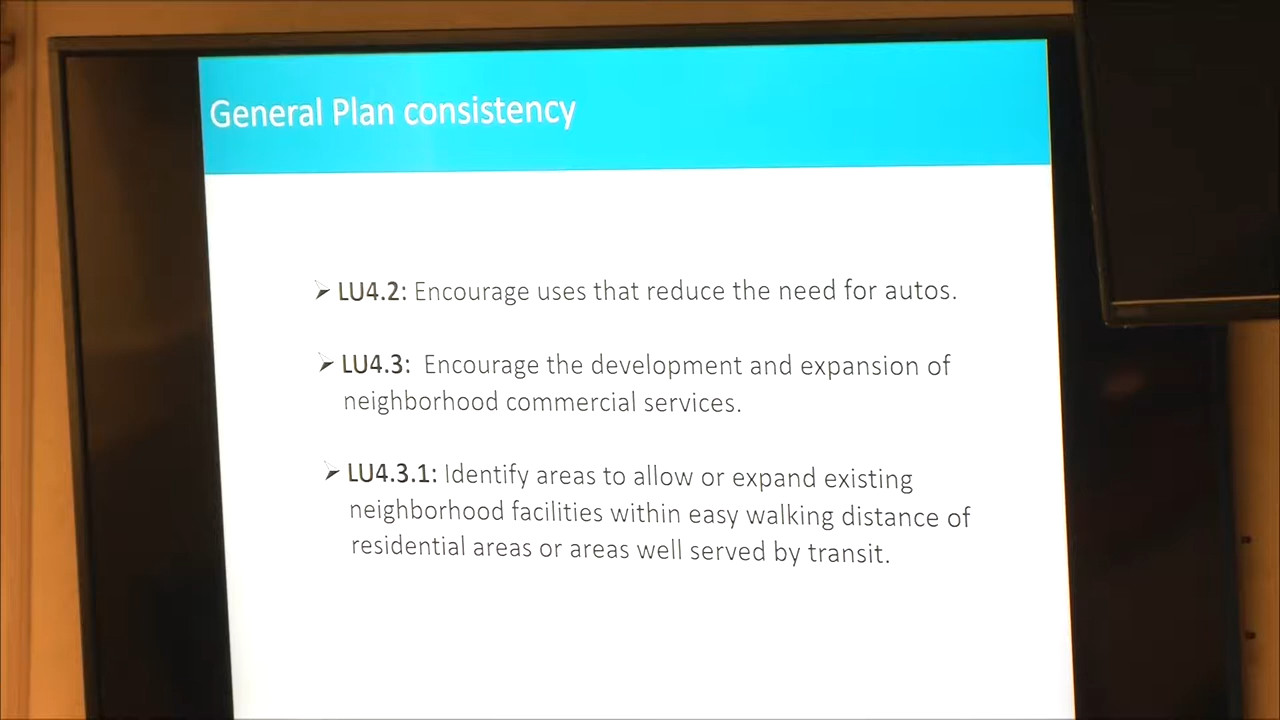 General Plan consistency
➢ LU4.2: Encourage uses that reduce the need for autos.
➢ LU4.3: Encourage the development and expansion of
neighborhood commercial services.
➢ LU4.3.1: Identify areas to allow or expand existing
neighborhood facilities within easy walking distance of
residential areas or areas well served by transit.